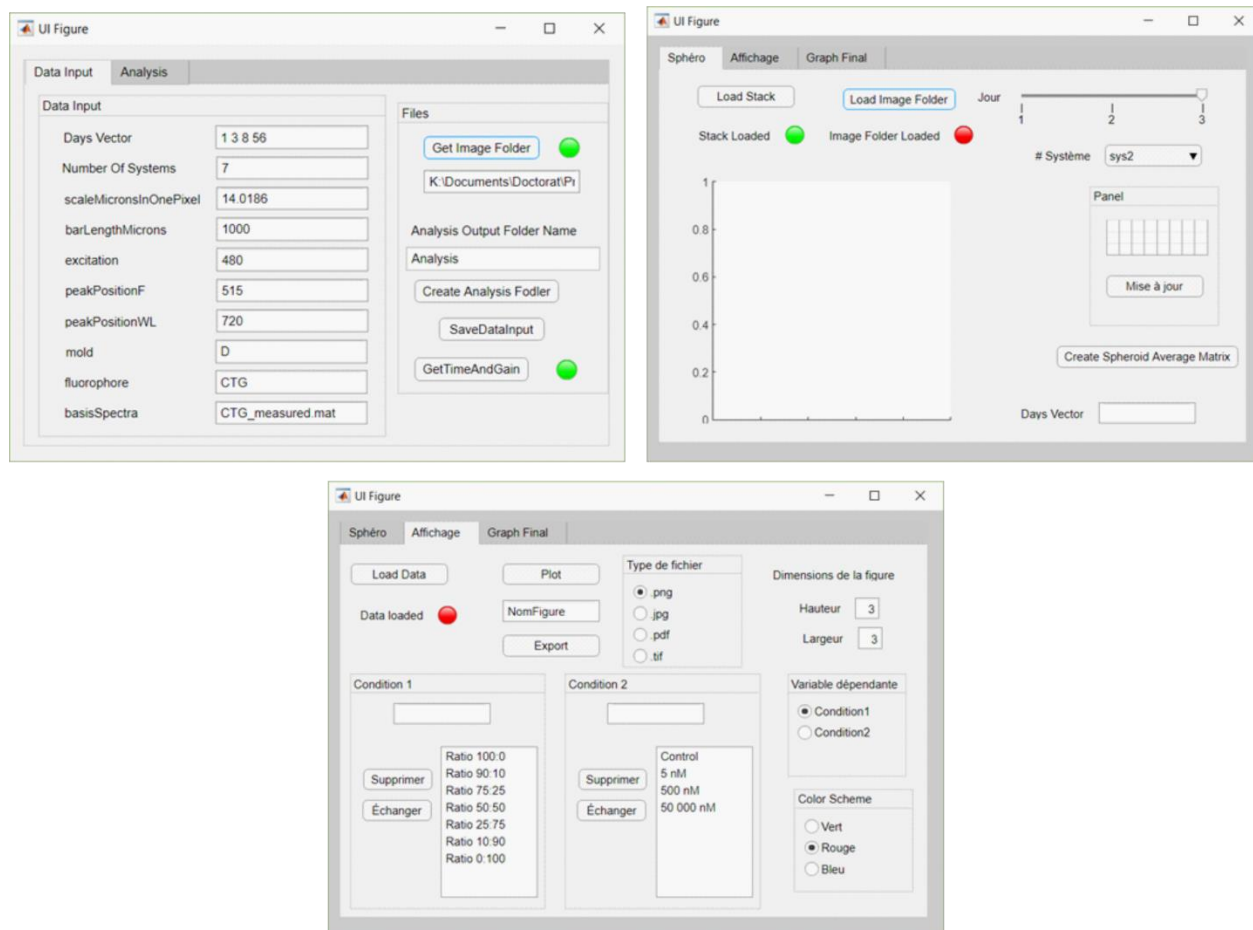 UI Figure
Data Input Analysis
Data Input
Days Vector 1 3 8 56
Number Of Systems 7
scaleMicronsInOnePixel 14.0186
barLengthMicrons 1000
excitation 480
peakPositionF 515
peakPositionWL 720
mold D
fluorophore CTG
basisSpectra CTG_measured.mat
Files
Get Image Folder
K:\Documents\Doctorat\Pr
Analysis Output Folder Name
Analysis
Create Analysis Fodler
SaveDataInput
GetTimeAndGain
UI Figure
Sphéro Affichage Graph Final
Load Stack Load Image Folder Jour
1 2 3
Stack Loaded Image Folder Loaded
# Système sys2
1
0.8
0.6
0.4
0.2
0
Panel
Mise à jour
Create Spheroid Average Matrix
Days Vector
UI Figure
Sphéro Affichage Graph Final
Load Data Plot
Data loaded NomFigure
Export
Type de fichier
.png
.jpg
.pdf
.tif
Dimensions de la figure
Hauteur 3
Largeur 3
Condition 1
Supprimer
Échanger
Ratio 100:0
Ratio 90:10
Ratio 75:25
Ratio 50:50
Ratio 25:75
Ratio 10:90
Ratio 0:100
Condition 2
Supprimer
Échanger
Control
5 nM
500 nM
50 000 nM
Variable dépendante
Condition1
Condition2
Color Scheme
Vert
Rouge
Bleu